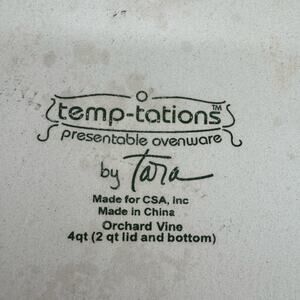 temp-tations™
presentable ovenware
by Tara
Made for CSA, Inc
Made in China
Orchard Vine
4qt (2 qt lid and bottom)